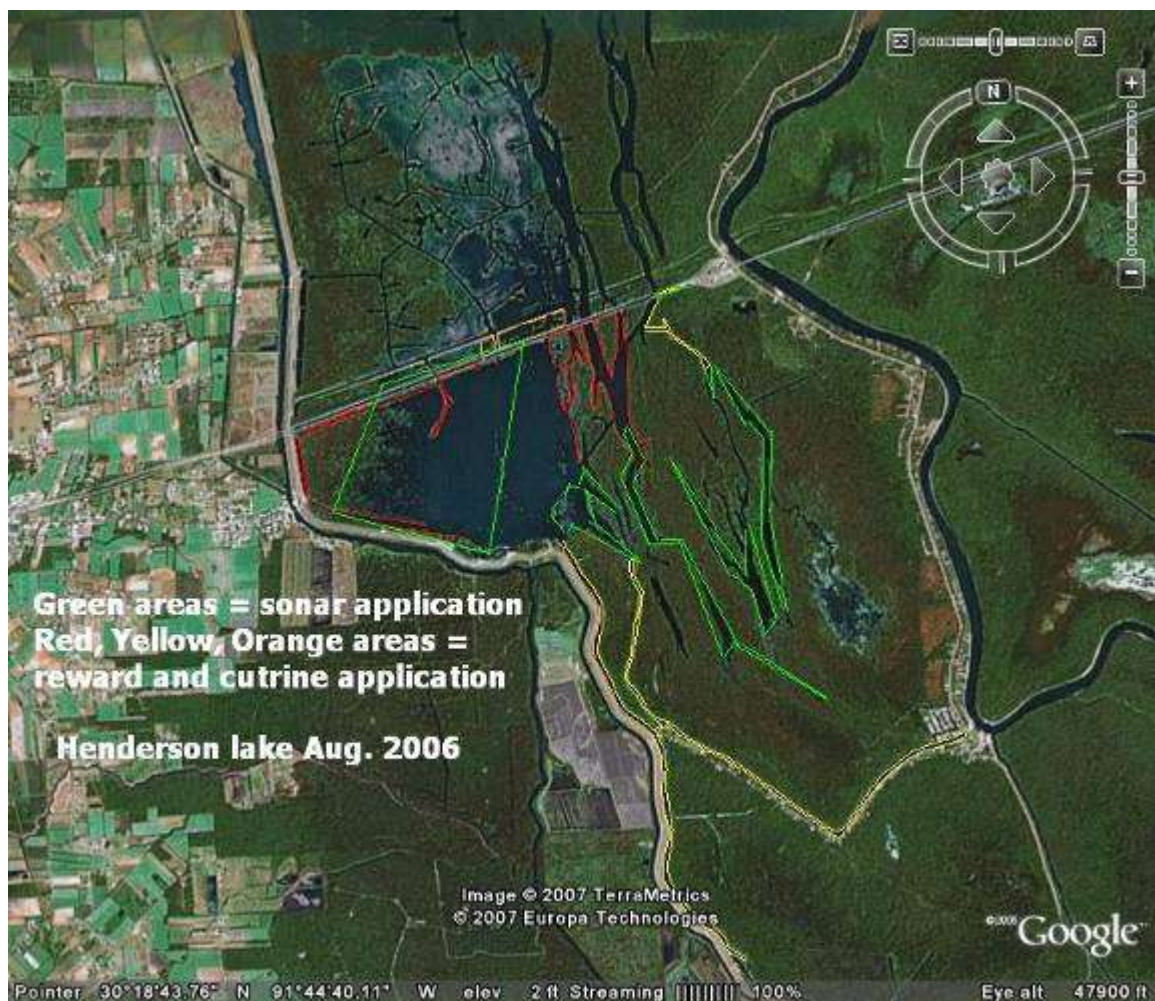 N
Green areas = sonar application
Red, Yellow, Orange areas =
reward and cutrine application
Henderson lake Aug. 2006
Image © 2007 TerraMetrics
© 2007 Europa Technologies
©2005 Google™
Pointer 30°18'43.76" N 91°44'40.11" W elev 2 ft Streaming |||||||||| 100% Eye alt 47900 ft